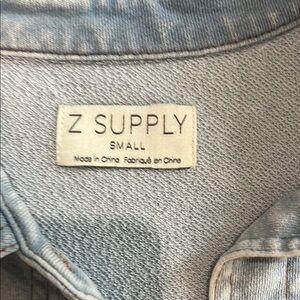 Z SUPPLY
SMALL
Made in China Fabriqué en Chine